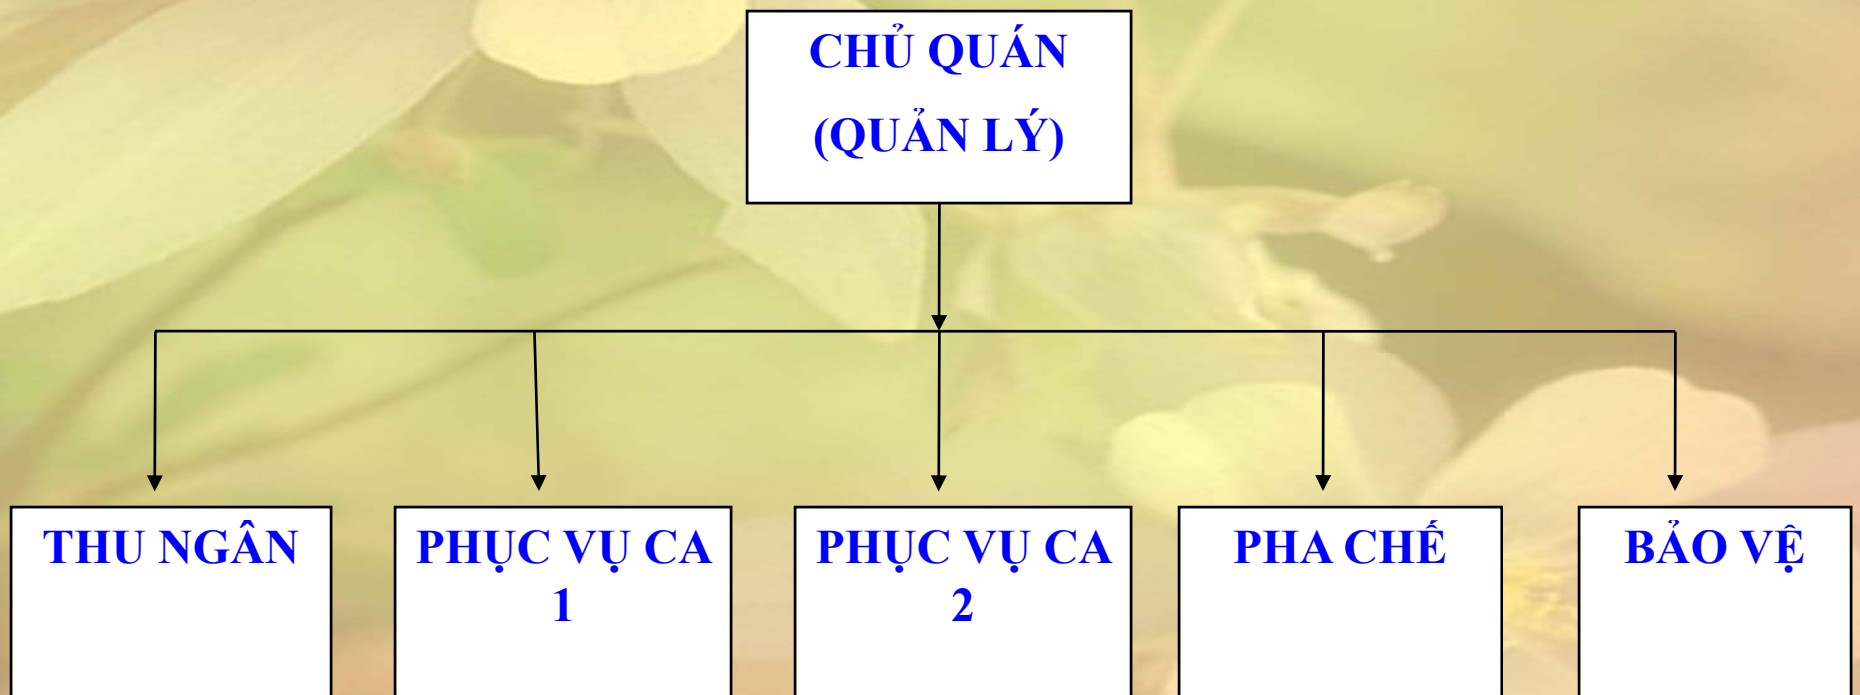 CHỦ QUÁN
(QUẢN LÝ)
THU NGÂN
PHỤC VỤ CA
1
PHỤC VỤ CA
2
PHA CHẾ
BẢO VỆ